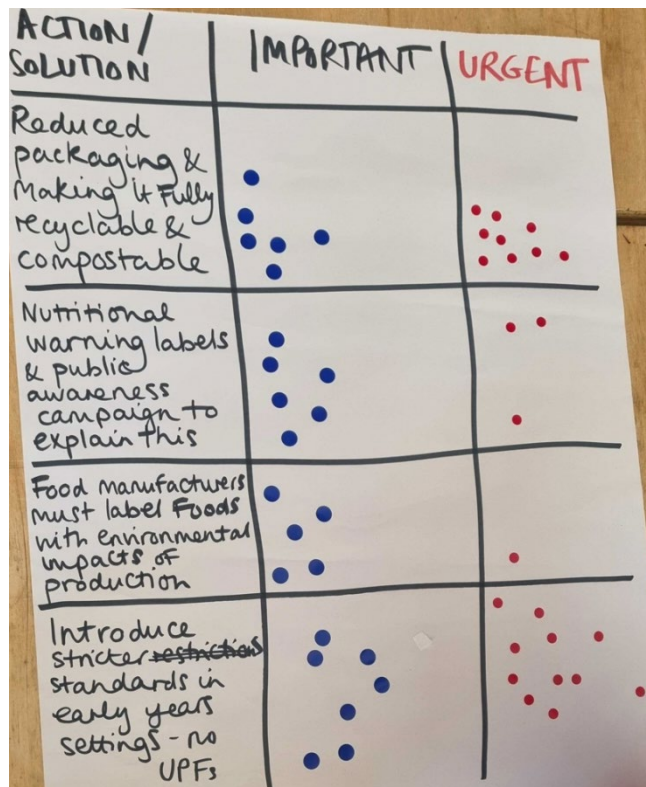 ACTION/
SOLUTION
IMPORTANT
URGENT
Reduced
packaging &
Making it Fully
recyclable &
compostable
Nutritional
warning labels
& public
awareness
campaign to
explain this
Food manufacturers
must label Foods
with environmental
impacts of
production
Introduce
stricter restrictions
standards in
early years
settings - no
UPFs